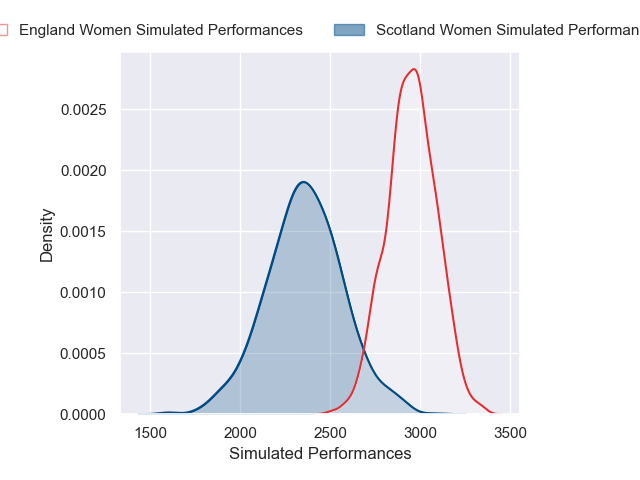 England Women Simulated Performances Scotland Women Simulated Performan
0.0025
0.0020
0.0015
0.0010
0.0005
0.0000
Density
1500 2000 2500 3000 3500
Simulated Performances